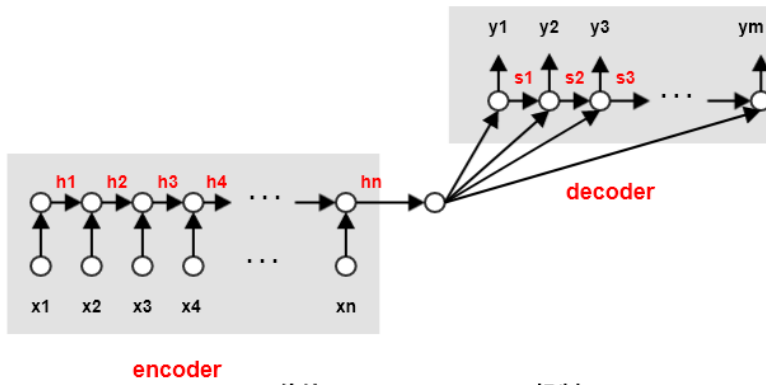 y1 y2 y3 ym
s1 s2 s3
· · ·
decoder
h1 h2 h3 h4 hn
· · ·
· · ·
x1 x2 x3 x4 xn
encoder